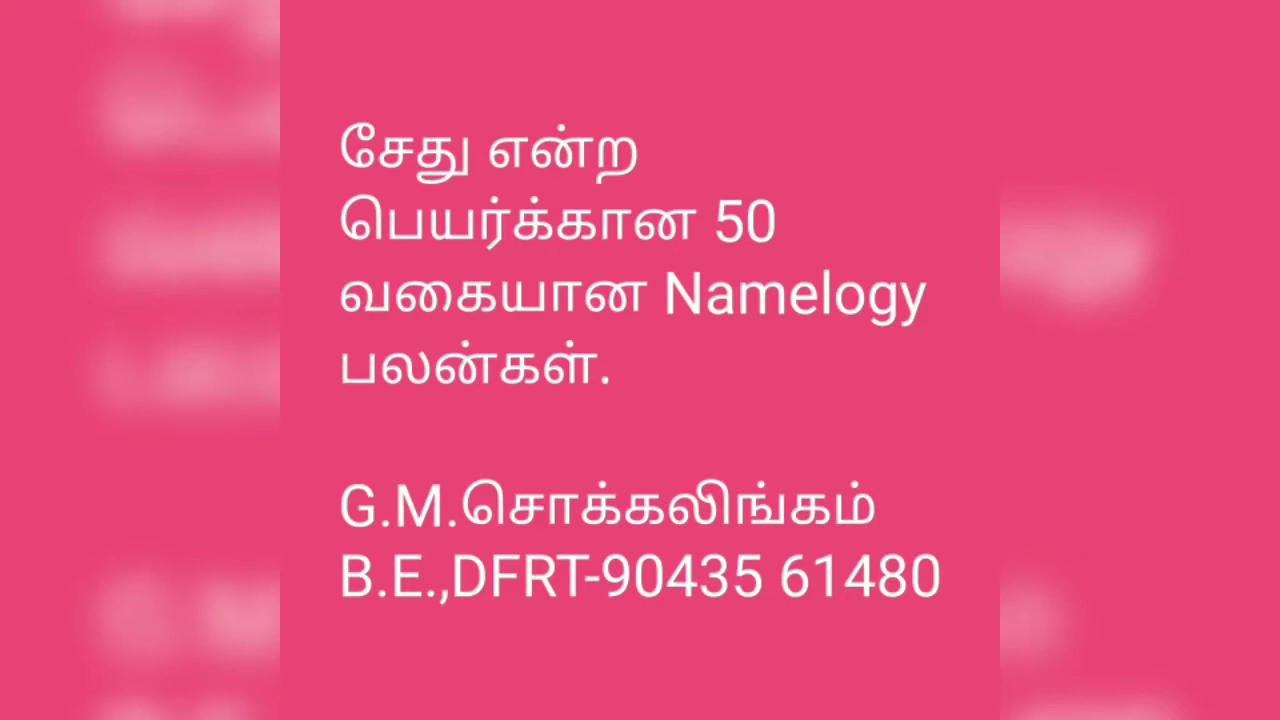 சேது என்ற
பெயர்க்கான 50
வகையான Namelogy
பலன்கள்.
G.M.சொக்கலிங்கம்
B.E.,DFRT-90435 61480